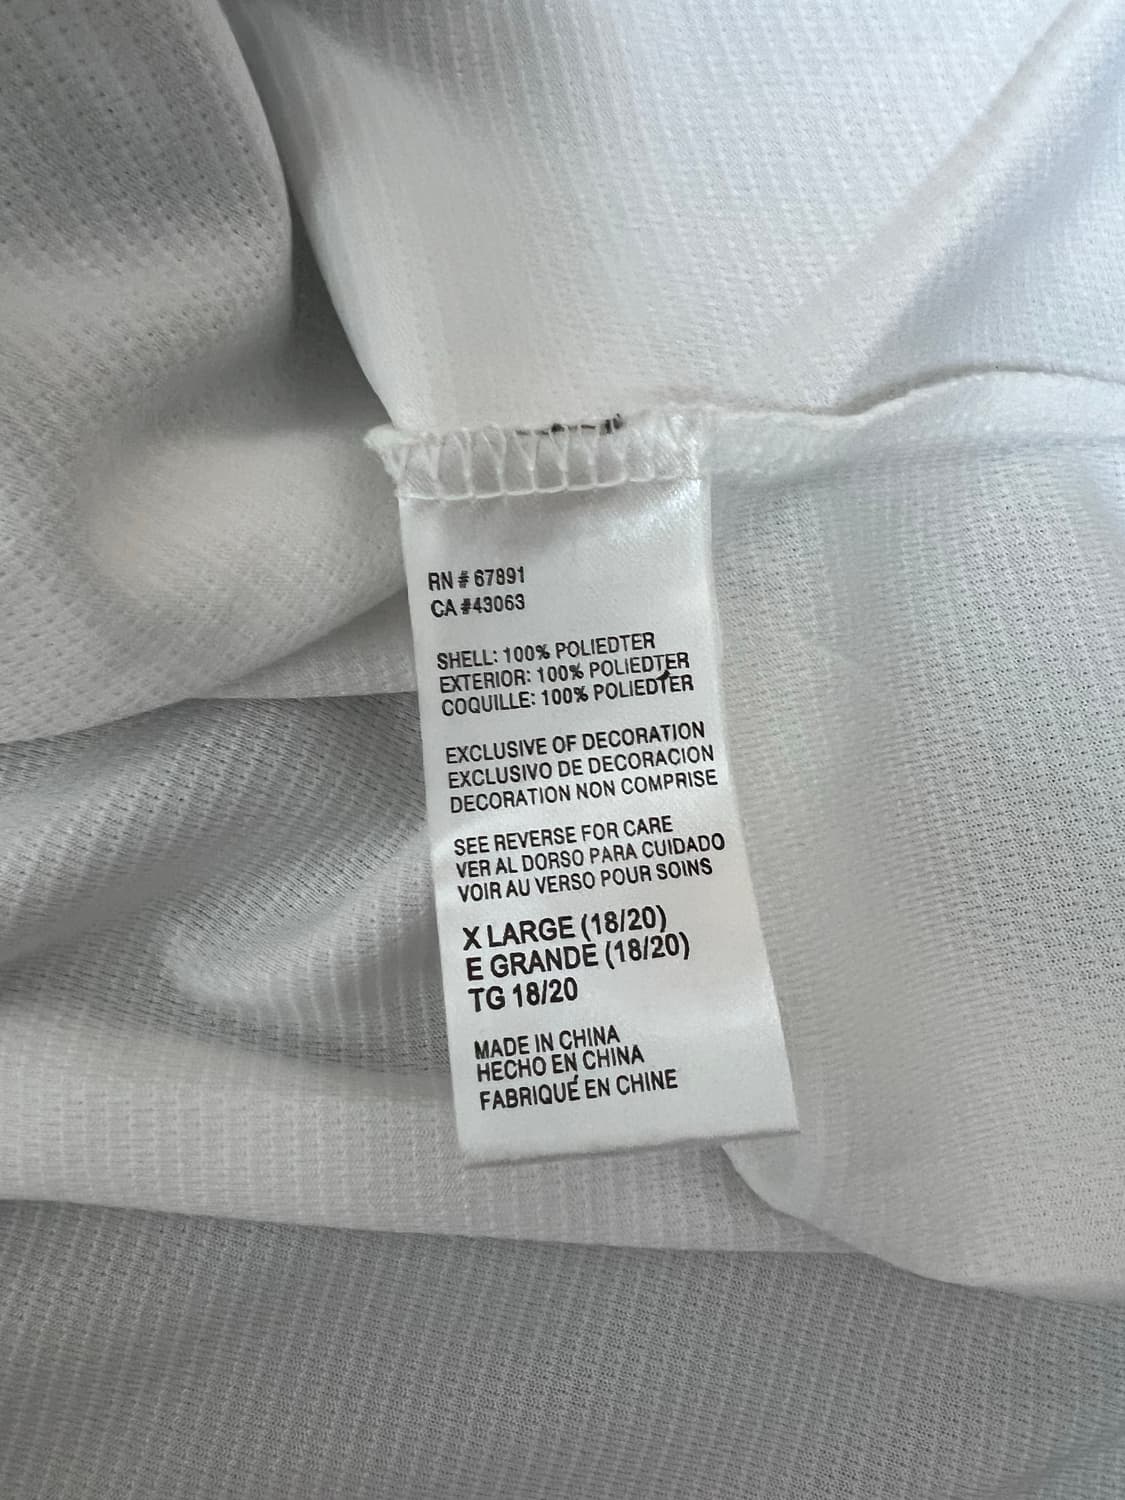 RN # 67891
CA #43063
SHELL: 100% POLIEDTER
EXTERIOR: 100% POLIEDTER
COQUILLE: 100% POLIEDTER
EXCLUSIVE OF DECORATION
EXCLUSIVO DE DECORACION
DECORATION NON COMPRISE
SEE REVERSE FOR CARE
VER AL DORSO PARA CUIDADO
VOIR AU VERSO POUR SOINS
X LARGE (18/20)
E GRANDE (18/20)
TG 18/20
MADE IN CHINA
HECHO EN CHINA
FABRIQUÉ EN CHINE